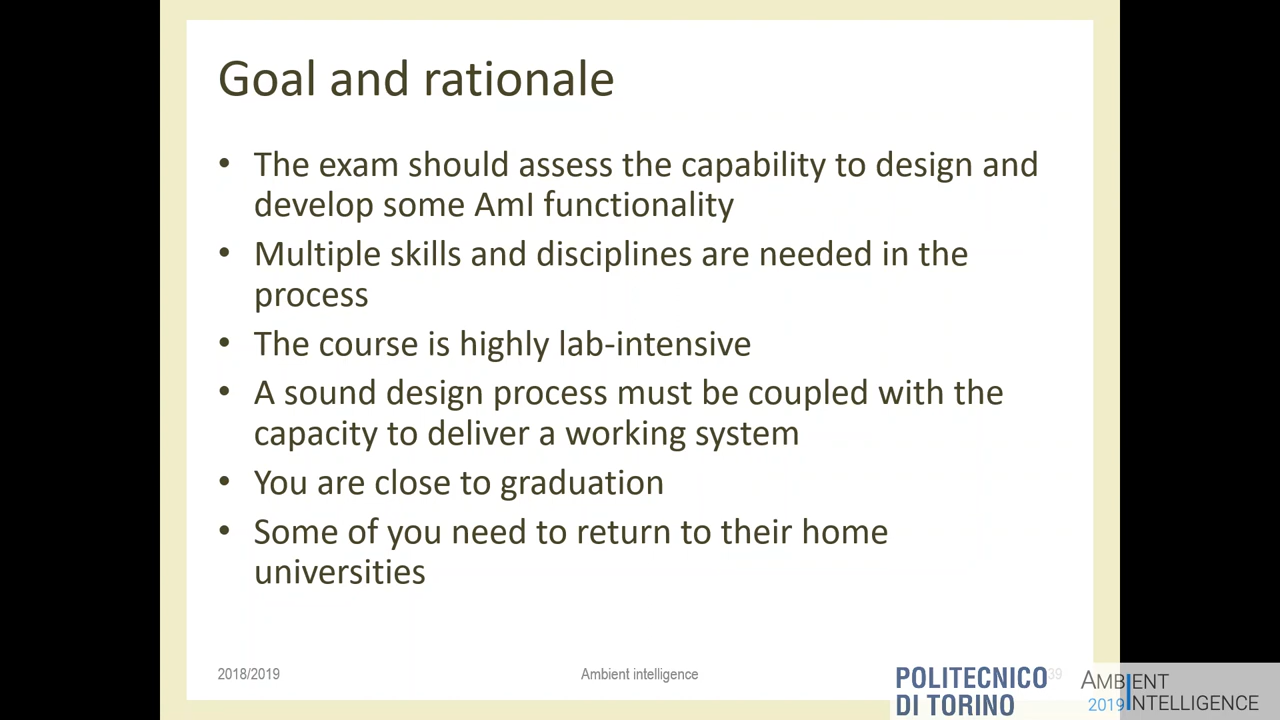 Goal and rationale
• The exam should assess the capability to design and
develop some AmI functionality
• Multiple skills and disciplines are needed in the
process
• The course is highly lab-intensive
• A sound design process must be coupled with the
capacity to deliver a working system
• You are close to graduation
• Some of you need to return to their home
universities
2018/2019
Ambient intelligence
39
POLITECNICO
DI TORINO
AMBIENT
2019 INTELLIGENCE